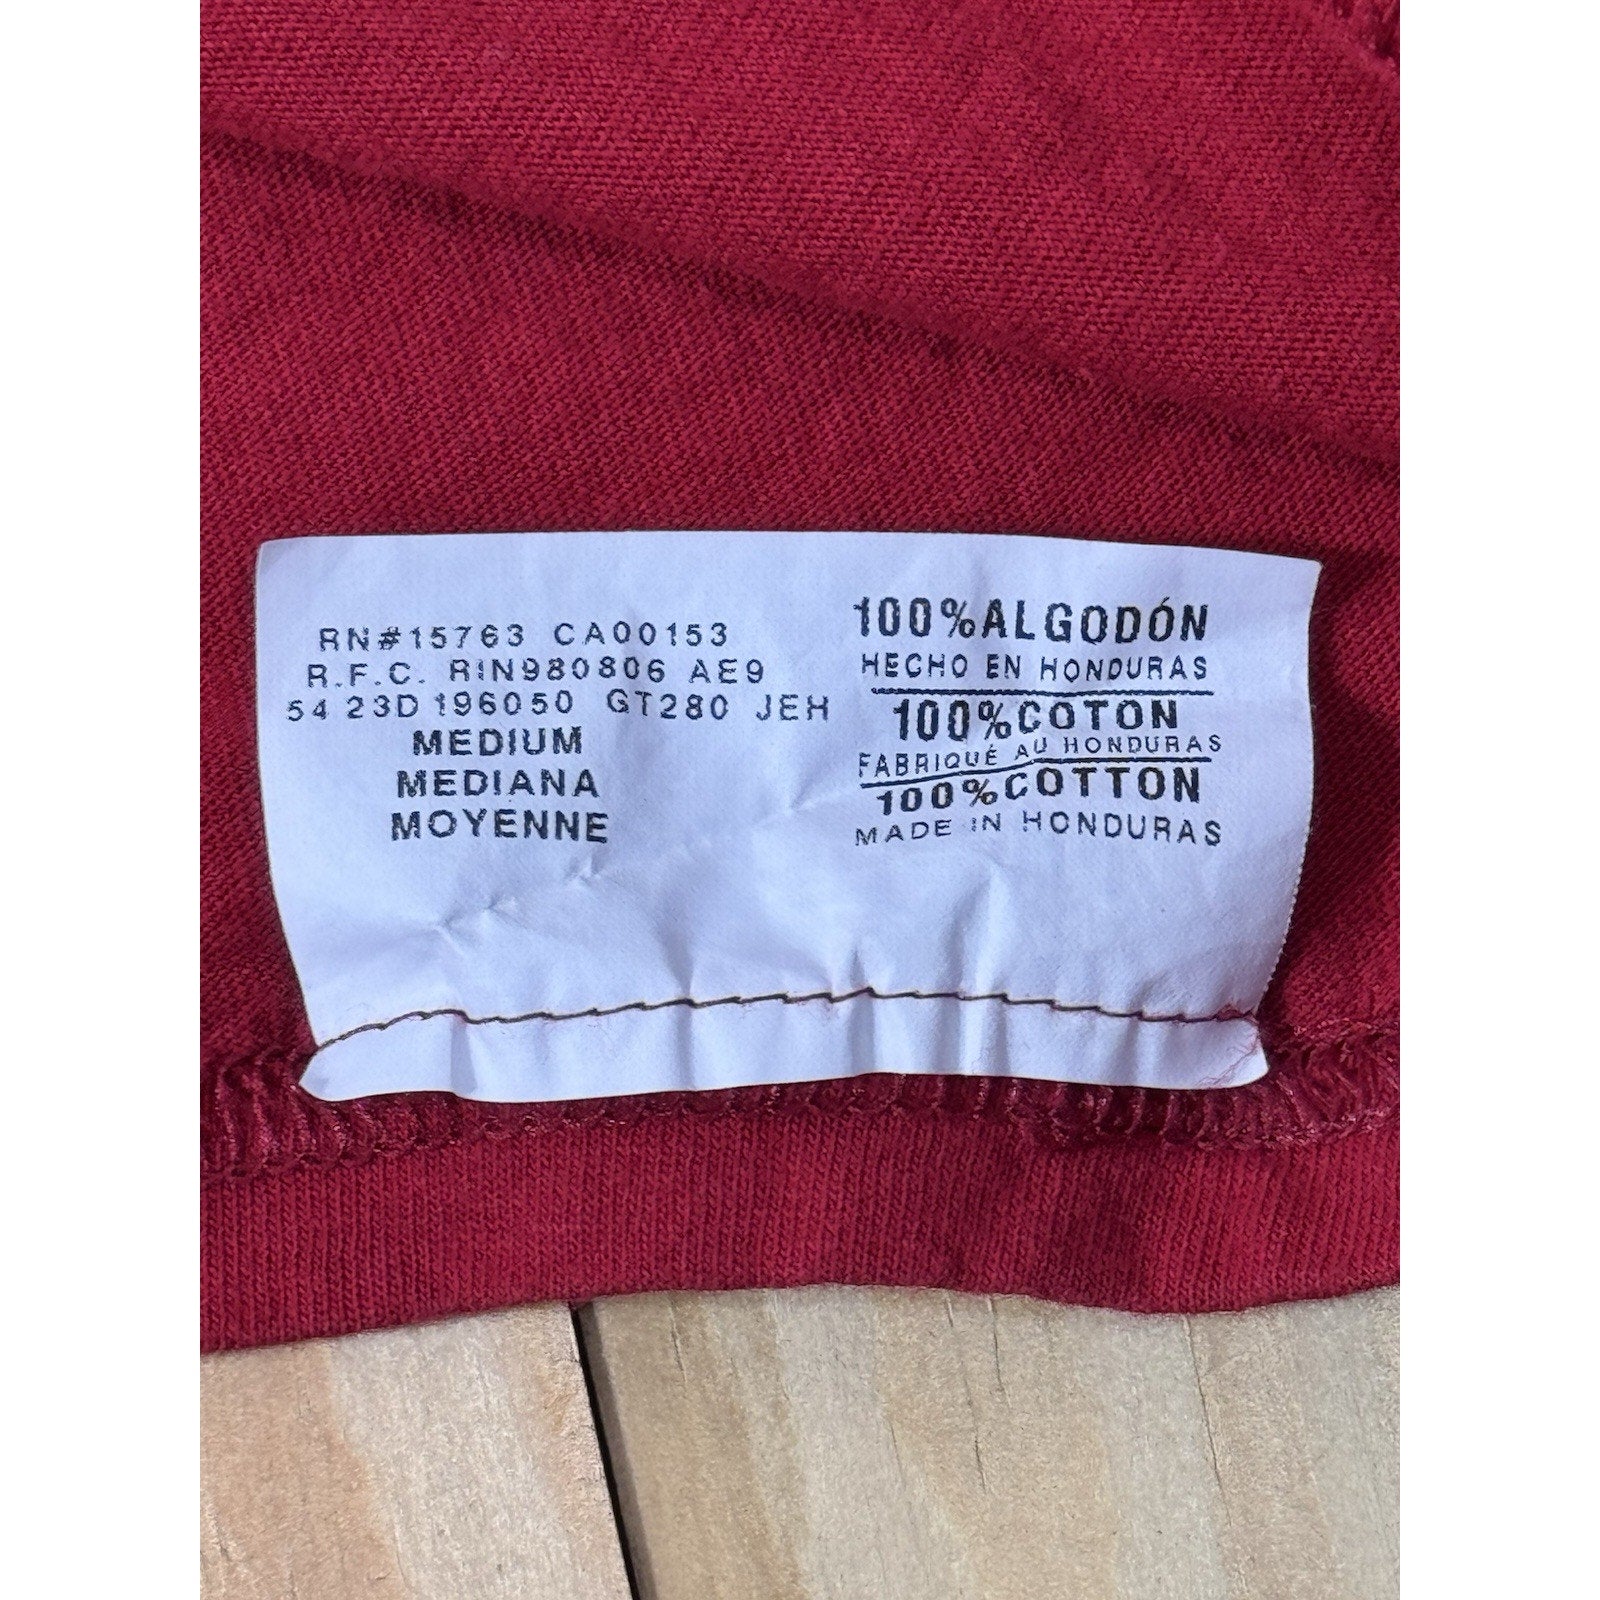 RN#15763 CA00153
R.F.C. RIN980806 AE9
54 23D 196050 GT280 JEH
MEDIUM
MEDIANA
MOYENNE
100%ALGODÓN
HECHO EN HONDURAS
100%COTON
FABRIQUÉ AU HONDURAS
100%COTTON
MADE IN HONDURAS